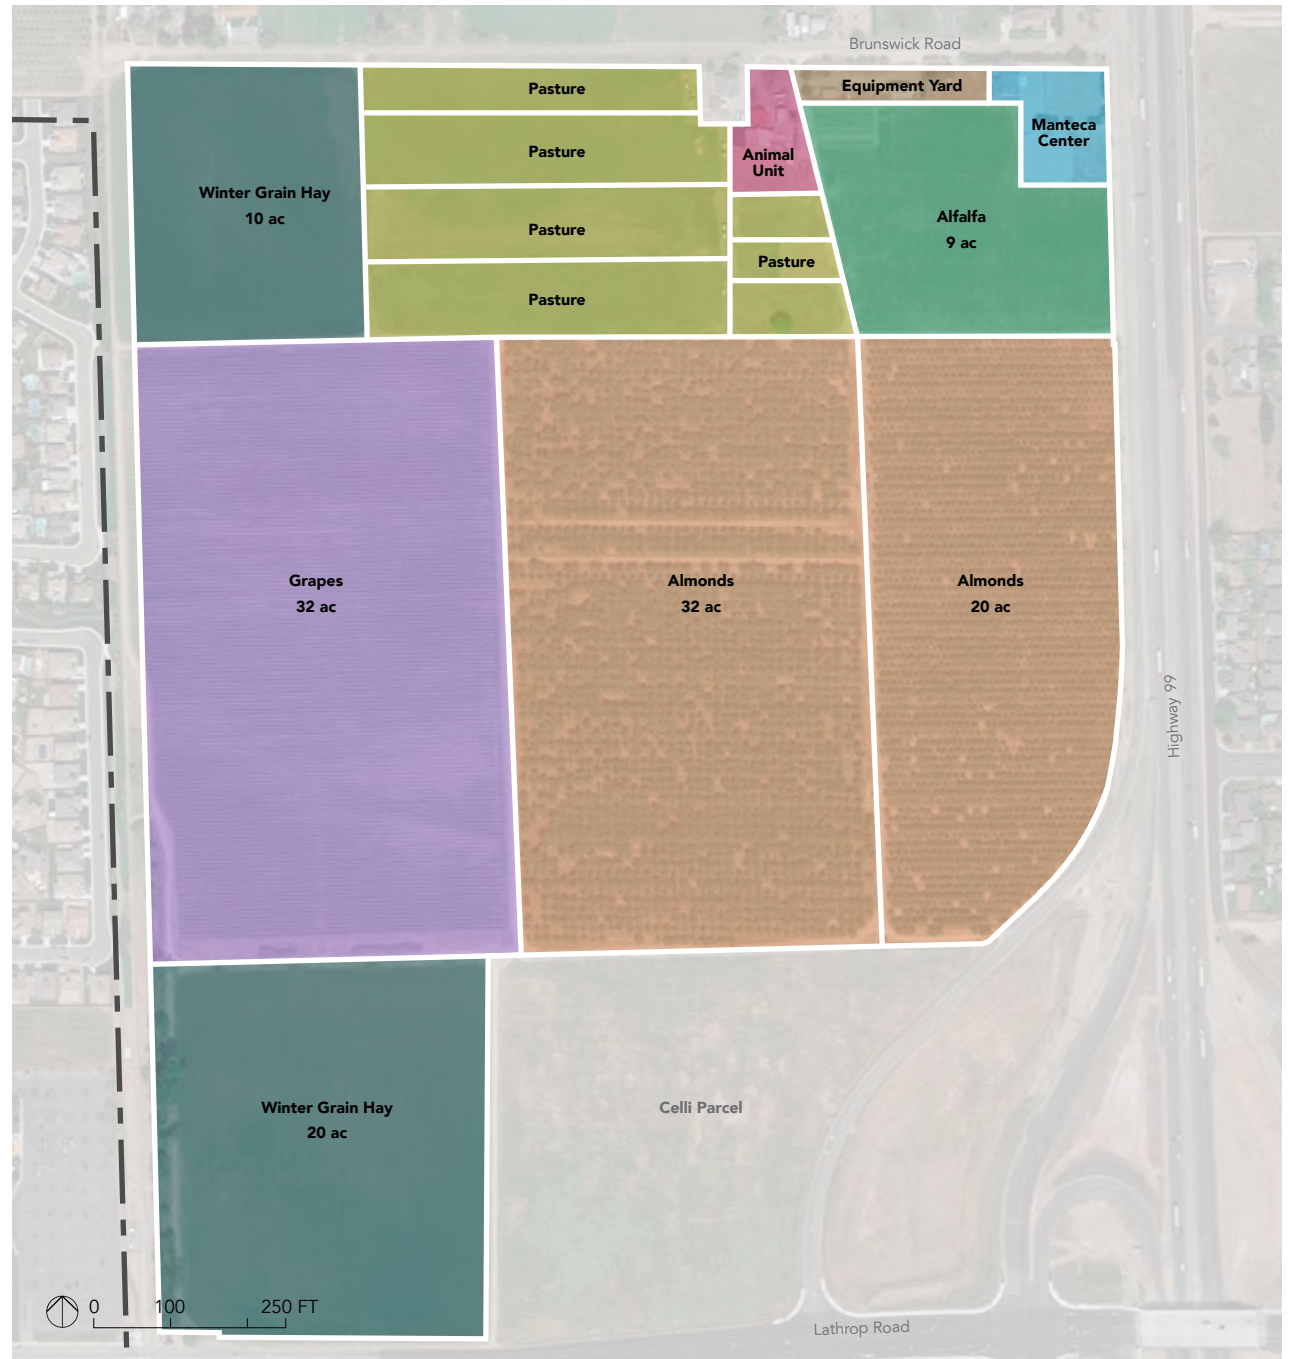 Brunswick Road
Pasture
Equipment Yard
Manteca
Center
Pasture
Animal
Unit
Winter Grain Hay
10 ac
Alfalfa
9 ac
Pasture
Pasture
Pasture
Grapes
32 ac
Almonds
32 ac
Almonds
20 ac
Highway 99
Winter Grain Hay
20 ac
Celli Parcel
0 100 250 FT
Lathrop Road